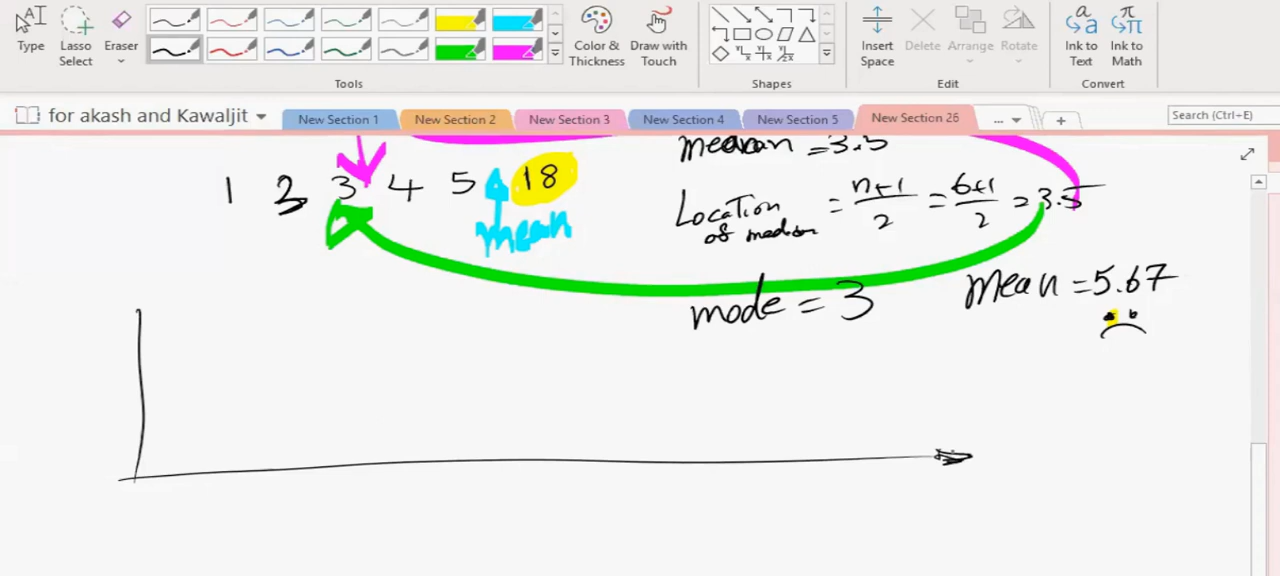 Type
Lasso Select
Eraser
Color & Thickness
Draw with Touch
Insert Space
Delete
Arrange
Rotate
Ink to Text
Ink to Math
Tools
Shapes
Edit
Convert
for akash and Kawaljit
New Section 1
New Section 2
New Section 3
New Section 4
New Section 5
New Section 26
...
+
Search (Ctrl+E)
= 3.5
1 3 4 5 18
mean
Location of median = n+1/2 = 6+1/2 = 3.5
mode = 3
mean = 5.67